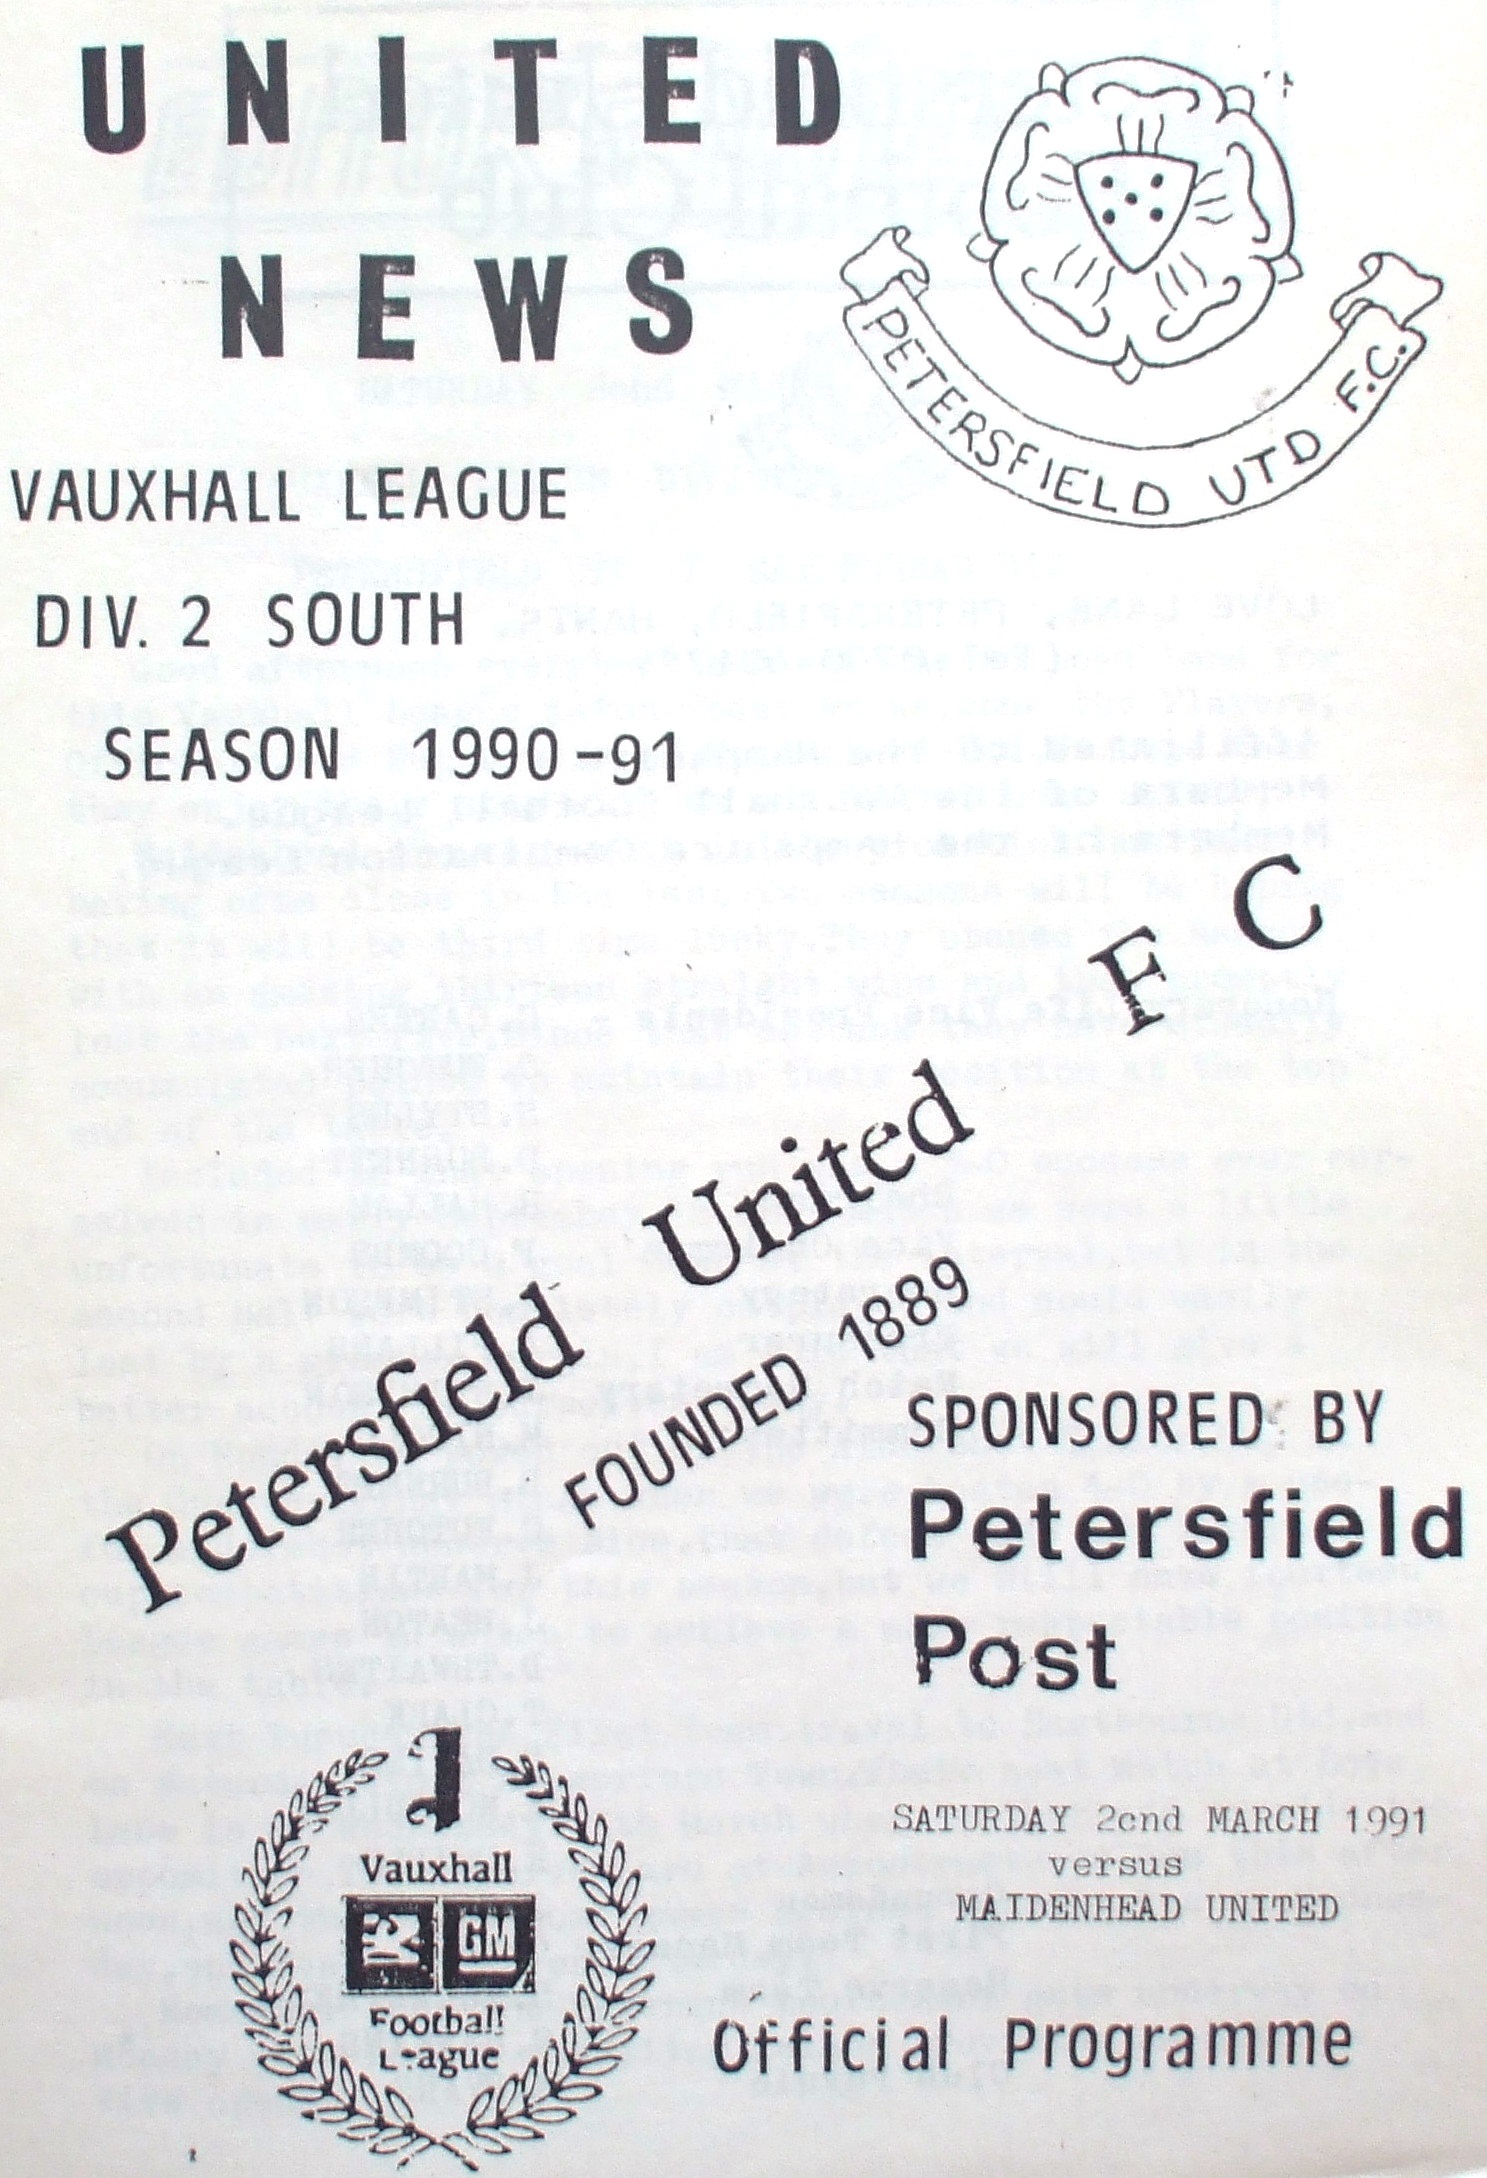 UNITED
NEWS
PETERSFIELD UTD F.C.
VAUXHALL LEAGUE
DIV. 2 SOUTH
SEASON 1990-91
Petersfield United F C
FOUNDED 1889
SPONSORED BY
Petersfield
Post
Vauxhall
GM
Football
League
SATURDAY 2cnd MARCH 1991
versus
MAIDENHEAD UNITED
Official Programme